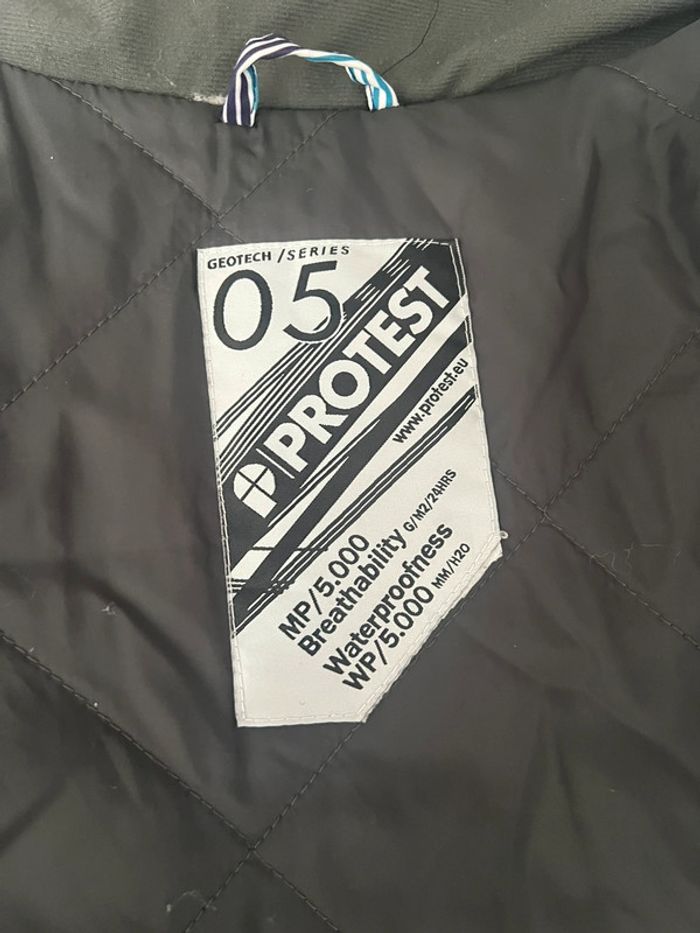 GEOTECH /SERIES
05
PROTEST
www.protest.eu
MP/5.000
Breathability G/M2/24HRS
Waterproofness
WP/5.000 MM/H2O